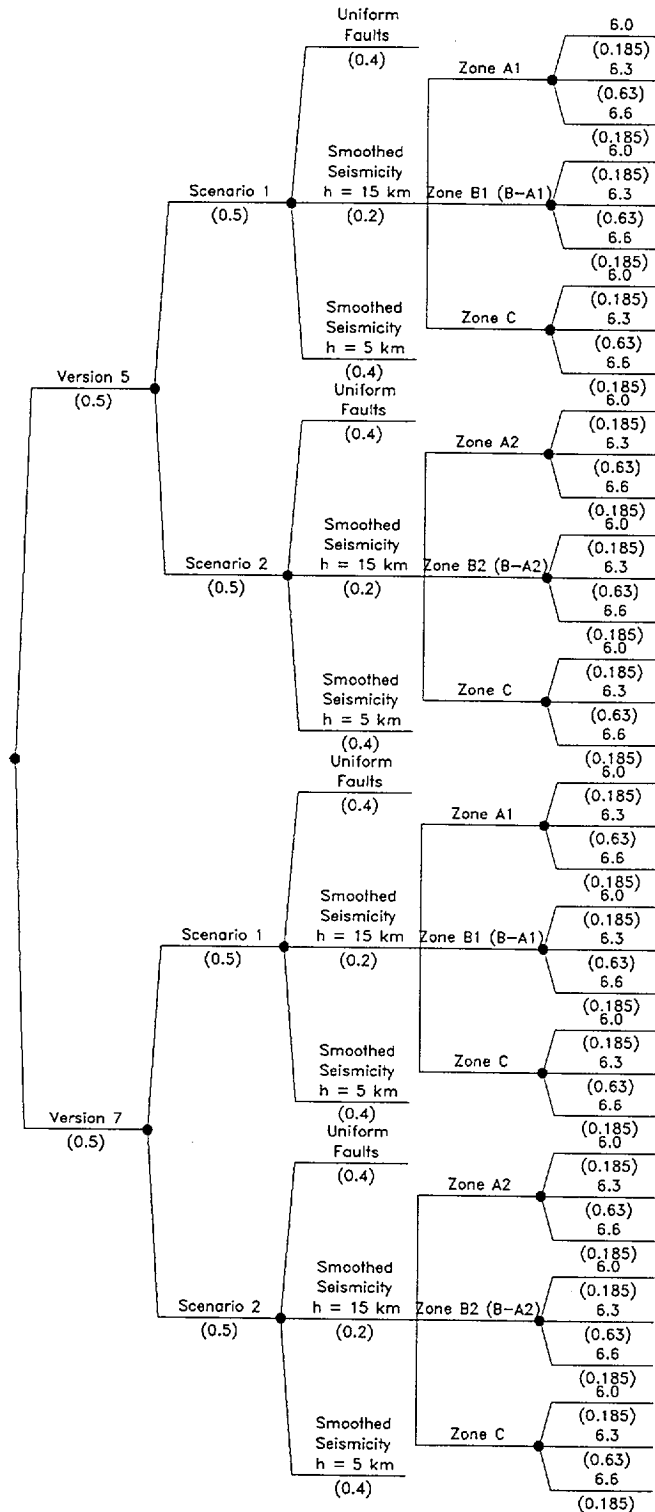 Uniform
Faults
(0.4)
6.0
(0.185)
Zone A1
6.3
(0.63)
6.6
(0.185)
Smoothed
Seismicity
h = 15 km
(0.2)
Scenario 1
(0.5)
Zone B1 (B-A1)
6.0
(0.185)
6.3
(0.63)
6.6
(0.185)
Smoothed
Seismicity
h = 5 km
(0.4)
Zone C
6.0
(0.185)
6.3
(0.63)
6.6
(0.185)
Version 5
(0.5)
Uniform
Faults
(0.4)
Zone A2
6.0
(0.185)
6.3
(0.63)
6.6
(0.185)
Scenario 2
(0.5)
Smoothed
Seismicity
h = 15 km
(0.2)
Zone B2 (B-A2)
6.0
(0.185)
6.3
(0.63)
6.6
(0.185)
Smoothed
Seismicity
h = 5 km
(0.4)
Zone C
6.0
(0.185)
6.3
(0.63)
6.6
(0.185)
Uniform
Faults
(0.4)
Zone A1
6.0
(0.185)
6.3
(0.63)
6.6
(0.185)
Scenario 1
(0.5)
Smoothed
Seismicity
h = 15 km
(0.2)
Zone B1 (B-A1)
6.0
(0.185)
6.3
(0.63)
6.6
(0.185)
Smoothed
Seismicity
h = 5 km
(0.4)
Zone C
6.0
(0.185)
6.3
(0.63)
6.6
(0.185)
Version 7
(0.5)
Uniform
Faults
(0.4)
Zone A2
6.0
(0.185)
6.3
(0.63)
6.6
(0.185)
Scenario 2
(0.5)
Smoothed
Seismicity
h = 15 km
(0.2)
Zone B2 (B-A2)
6.0
(0.185)
6.3
(0.63)
6.6
(0.185)
Smoothed
Seismicity
h = 5 km
(0.4)
Zone C
6.0
(0.185)
6.3
(0.63)
6.6
(0.185)